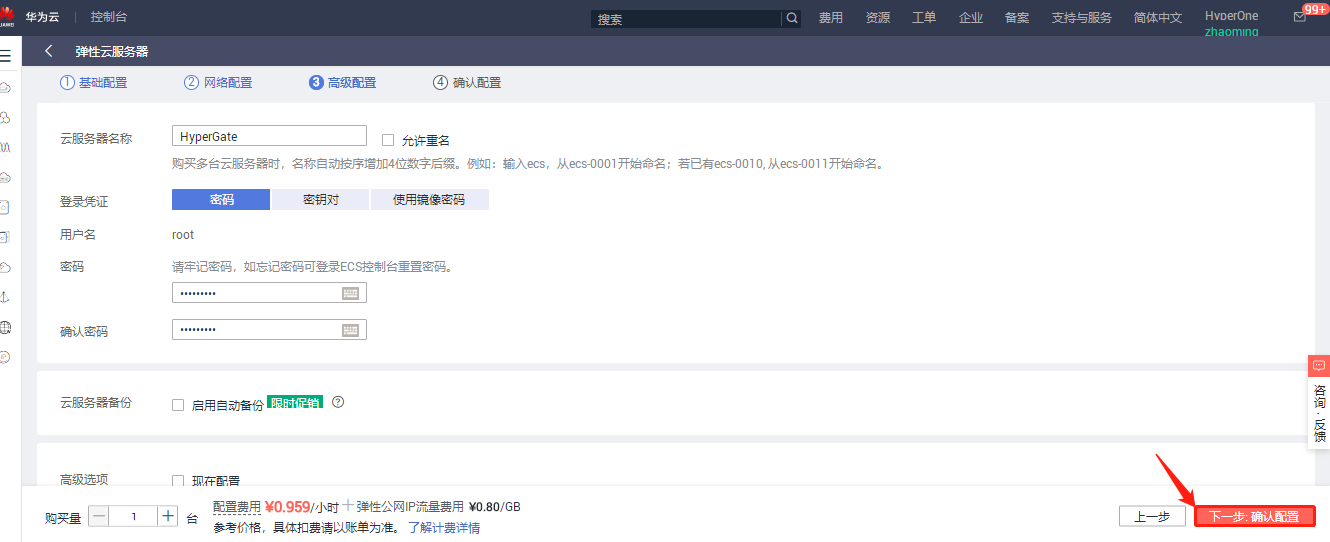 华为云 控制台 搜索 费用 资源 工单 企业 备案 支持与服务 简体中文 HyperOne 99+
zhaoming
弹性云服务器
1 基础配置 2 网络配置 3 高级配置 4 确认配置
云服务器名称 HyperGate 允许重名
购买多台云服务器时，名称自动按序增加4位数字后缀。例如：输入ecs，从ecs-0001开始命名；若已有ecs-0010, 从ecs-0011开始命名。
登录凭证 密码 密钥对 使用镜像密码
用户名 root
密码 请牢记密码，如忘记密码可登录ECS控制台重置密码。
•••••••••
确认密码 •••••••••
云服务器备份 启用自动备份 限时促销 ?
咨询·反馈
高级选项 现在配置
购买量 — 1 + 台 配置费用 ¥0.959/小时 + 弹性公网IP流量费用 ¥0.80/GB
参考价格，具体扣费请以账单为准。 了解计费详情
上一步 下一步: 确认配置